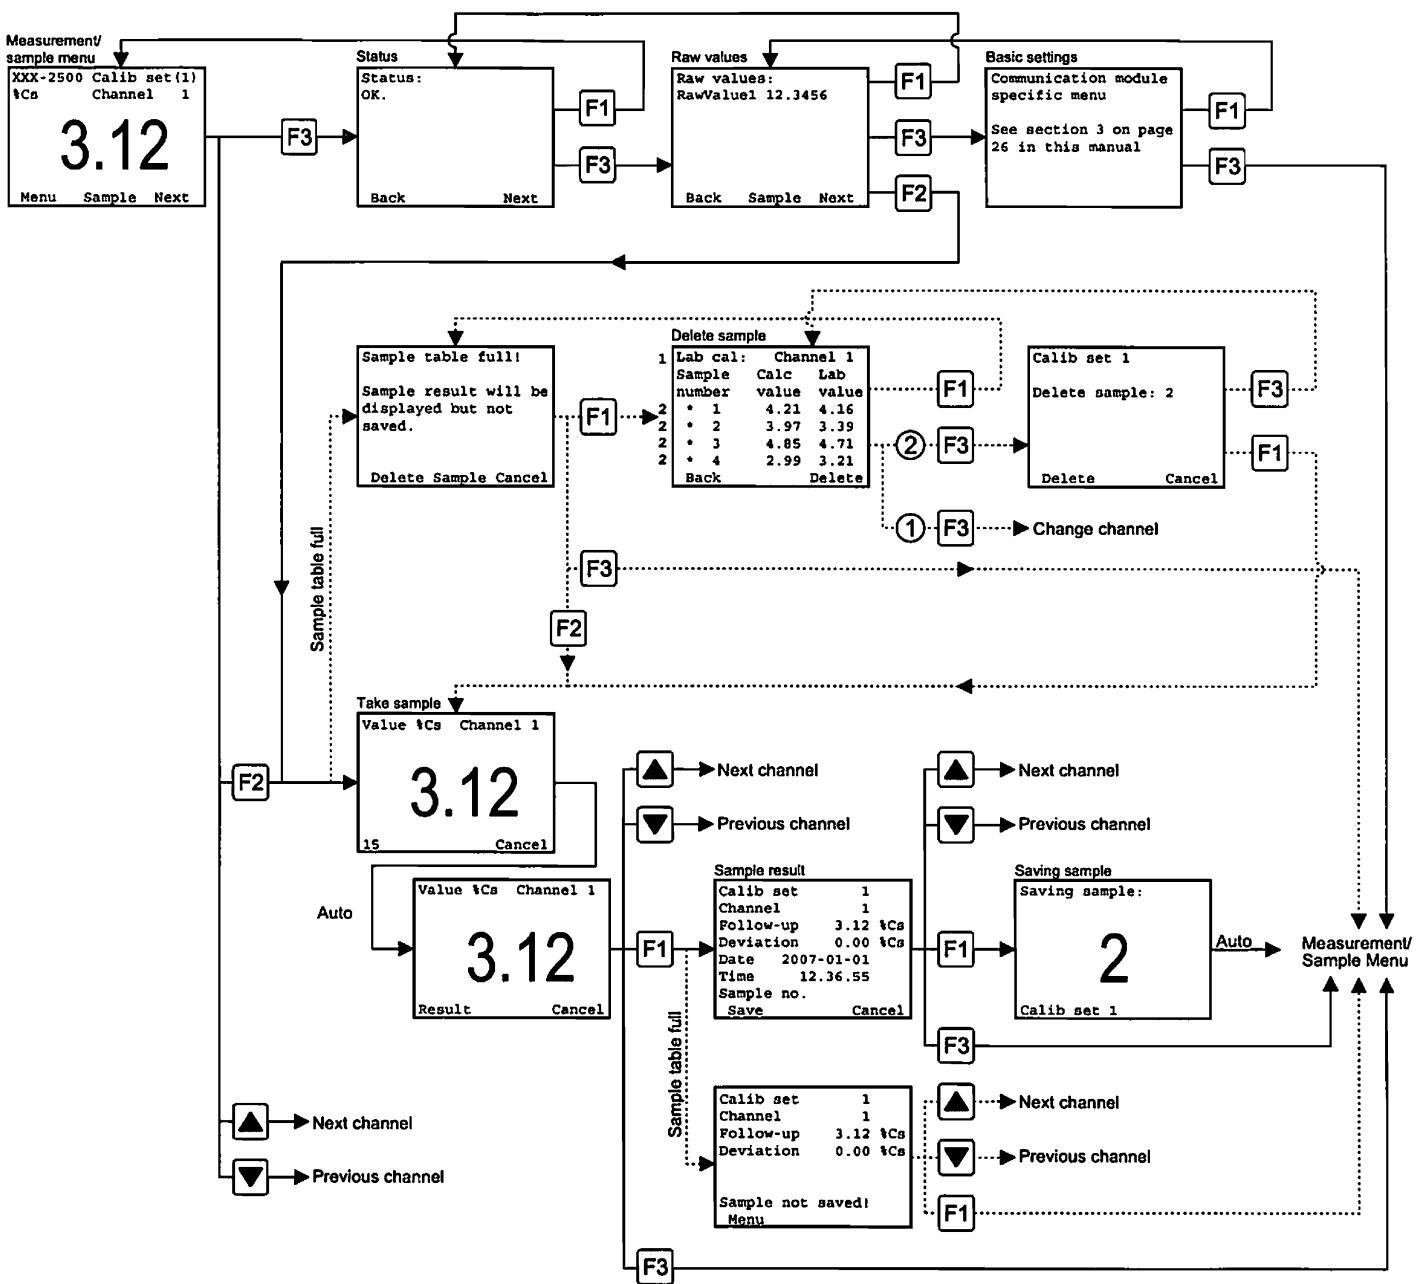 Measurement/
sample menu
XXX-2500 Calib set(1)
%Cs Channel 1
3.12
Menu Sample Next
F3
Status
Status:
OK.
Back Next
F1
F3
Raw values
Raw values:
RawValue1 12.3456
Back Sample Next
F1
F3
F2
Basic settings
Communication module
specific menu
See section 3 on page
26 in this manual
F1
F3
Sample table full!
Sample result will be
displayed but not
saved.
Delete Sample Cancel
F1
F3
F2
Sample table full
Delete sample
1 Lab cal: Channel 1
Sample Calc Lab
number value value
2 * 1 4.21 4.16
2 * 2 3.97 3.39
2 * 3 4.85 4.71
2 * 4 2.99 3.21
Back Delete
F1
2 F3
1 F3 Change channel
Calib set 1
Delete sample: 2
Delete Cancel
F3
F1
F2
Take sample
Value %Cs Channel 1
3.12
15 Cancel
Auto
Value %Cs Channel 1
3.12
Result Cancel
Next channel
Previous channel
F1
F3
Sample table full
Sample result
Calib set 1
Channel 1
Follow-up 3.12 %Cs
Deviation 0.00 %Cs
Date 2007-01-01
Time 12.36.55
Sample no.
Save Cancel
Next channel
Previous channel
F1
F3
Saving sample
Saving sample:
2
Calib set 1
Auto
Measurement/
Sample Menu
Calib set 1
Channel 1
Follow-up 3.12 %Cs
Deviation 0.00 %Cs
Sample not saved!
Menu
Next channel
Previous channel
F1
Next channel
Previous channel